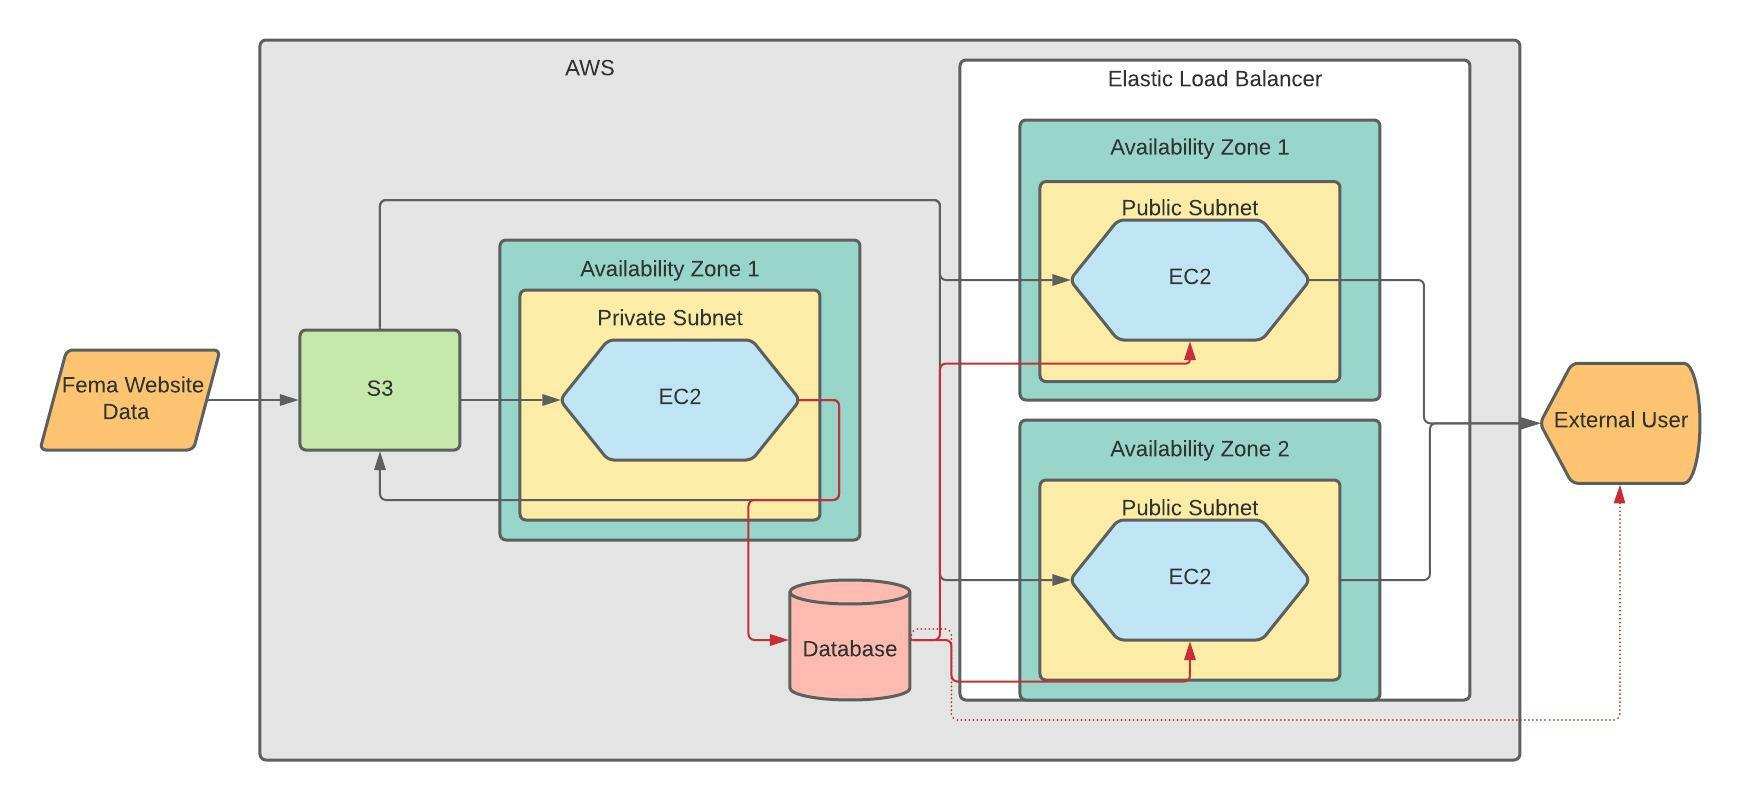 AWS
Elastic Load Balancer
Availability Zone 1
Public Subnet
EC2
Availability Zone 1
Private Subnet
EC2
S3
Fema Website
Data
External User
Availability Zone 2
Public Subnet
EC2
Database